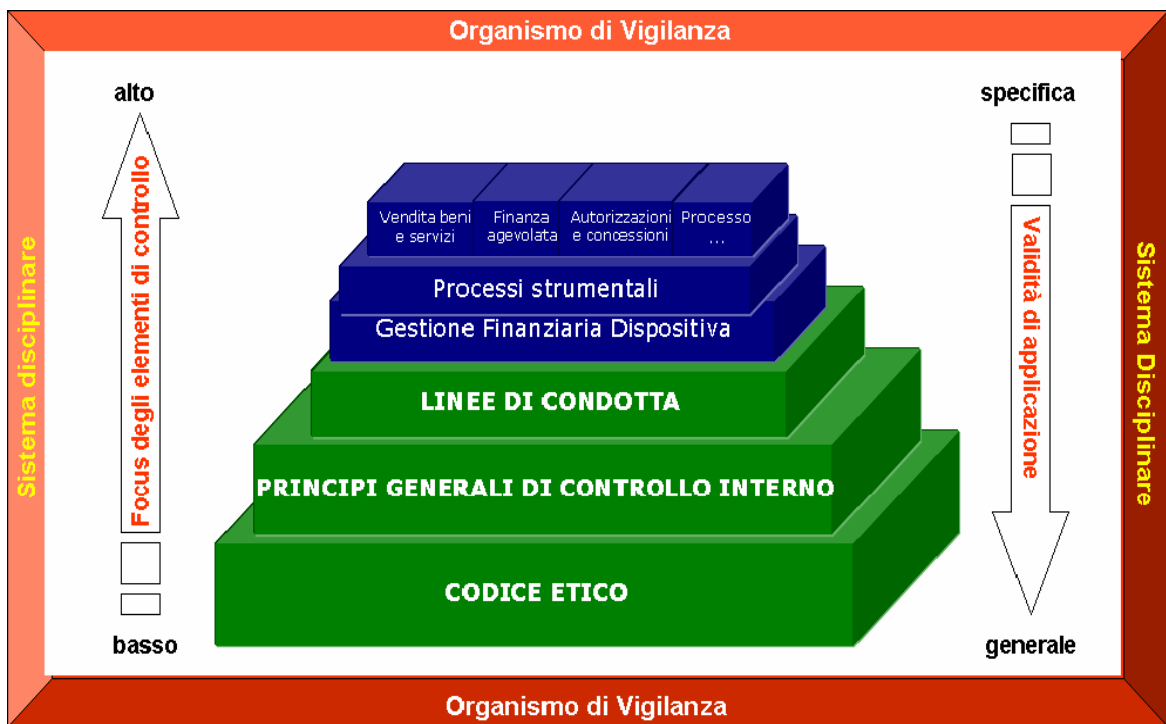 Organismo di Vigilanza
alto
specifica
Sistema disciplinare
Focus degli elementi di controllo
Vendita beni
e servizi
Finanza
agevolata
Autorizzazioni
e concessioni
Processo
...
Processi strumentali
Gestione Finanziaria Dispositiva
LINEE DI CONDOTTA
PRINCIPI GENERALI DI CONTROLLO INTERNO
CODICE ETICO
Validità di applicazione
Sistema Disciplinare
basso
generale
Organismo di Vigilanza